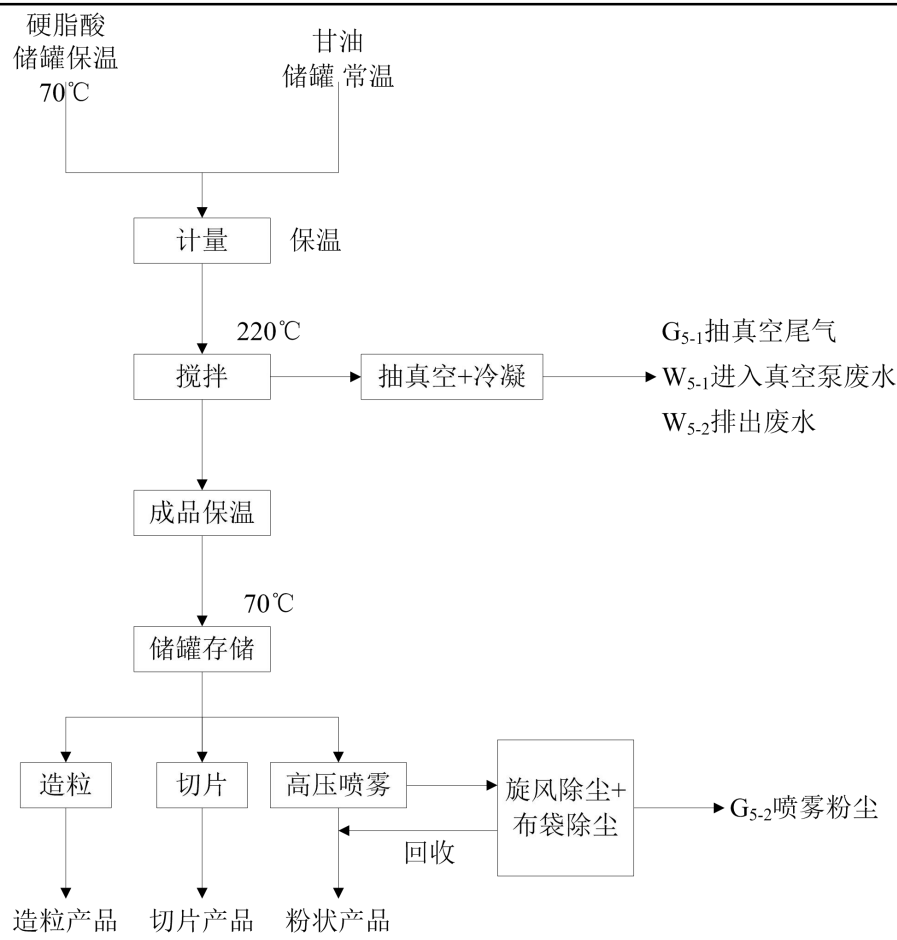 硬脂酸
储罐保温
70℃
甘油
储罐 常温
计量
保温
220℃
搅拌
抽真空+冷凝
G5-1抽真空尾气
W5-1进入真空泵废水
W5-2排出废水
成品保温
70℃
储罐存储
造粒
切片
高压喷雾
旋风除尘+
布袋除尘
G5-2喷雾粉尘
回收
造粒产品
切片产品
粉状产品